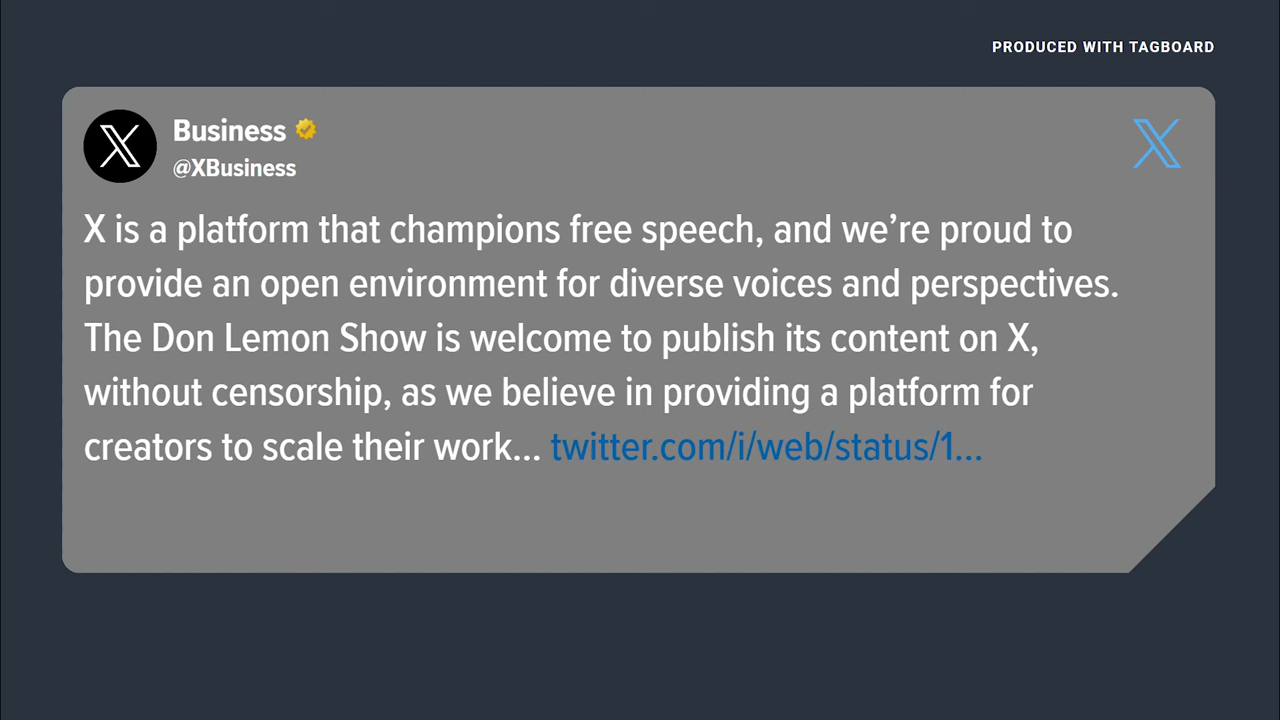 PRODUCED WITH TAGBOARD
Business
@XBusiness
X is a platform that champions free speech, and we’re proud to
provide an open environment for diverse voices and perspectives.
The Don Lemon Show is welcome to publish its content on X,
without censorship, as we believe in providing a platform for
creators to scale their work... twitter.com/i/web/status/1...